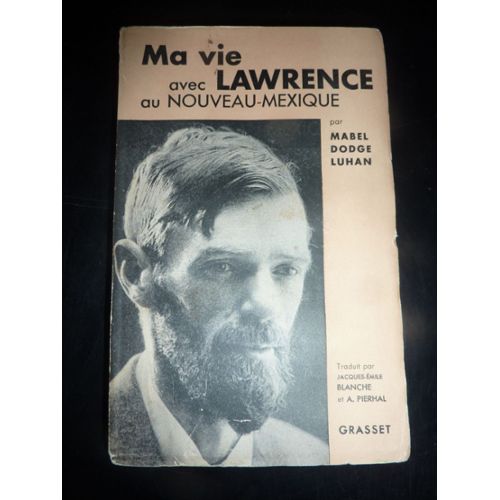 Ma vie
avec LAWRENCE
au NOUVEAU-MEXIQUE
par
MABEL
DODGE
LUHAN
Traduit par
JACQUES-ÉMILE
BLANCHE
et A. PIERHAL
GRASSET